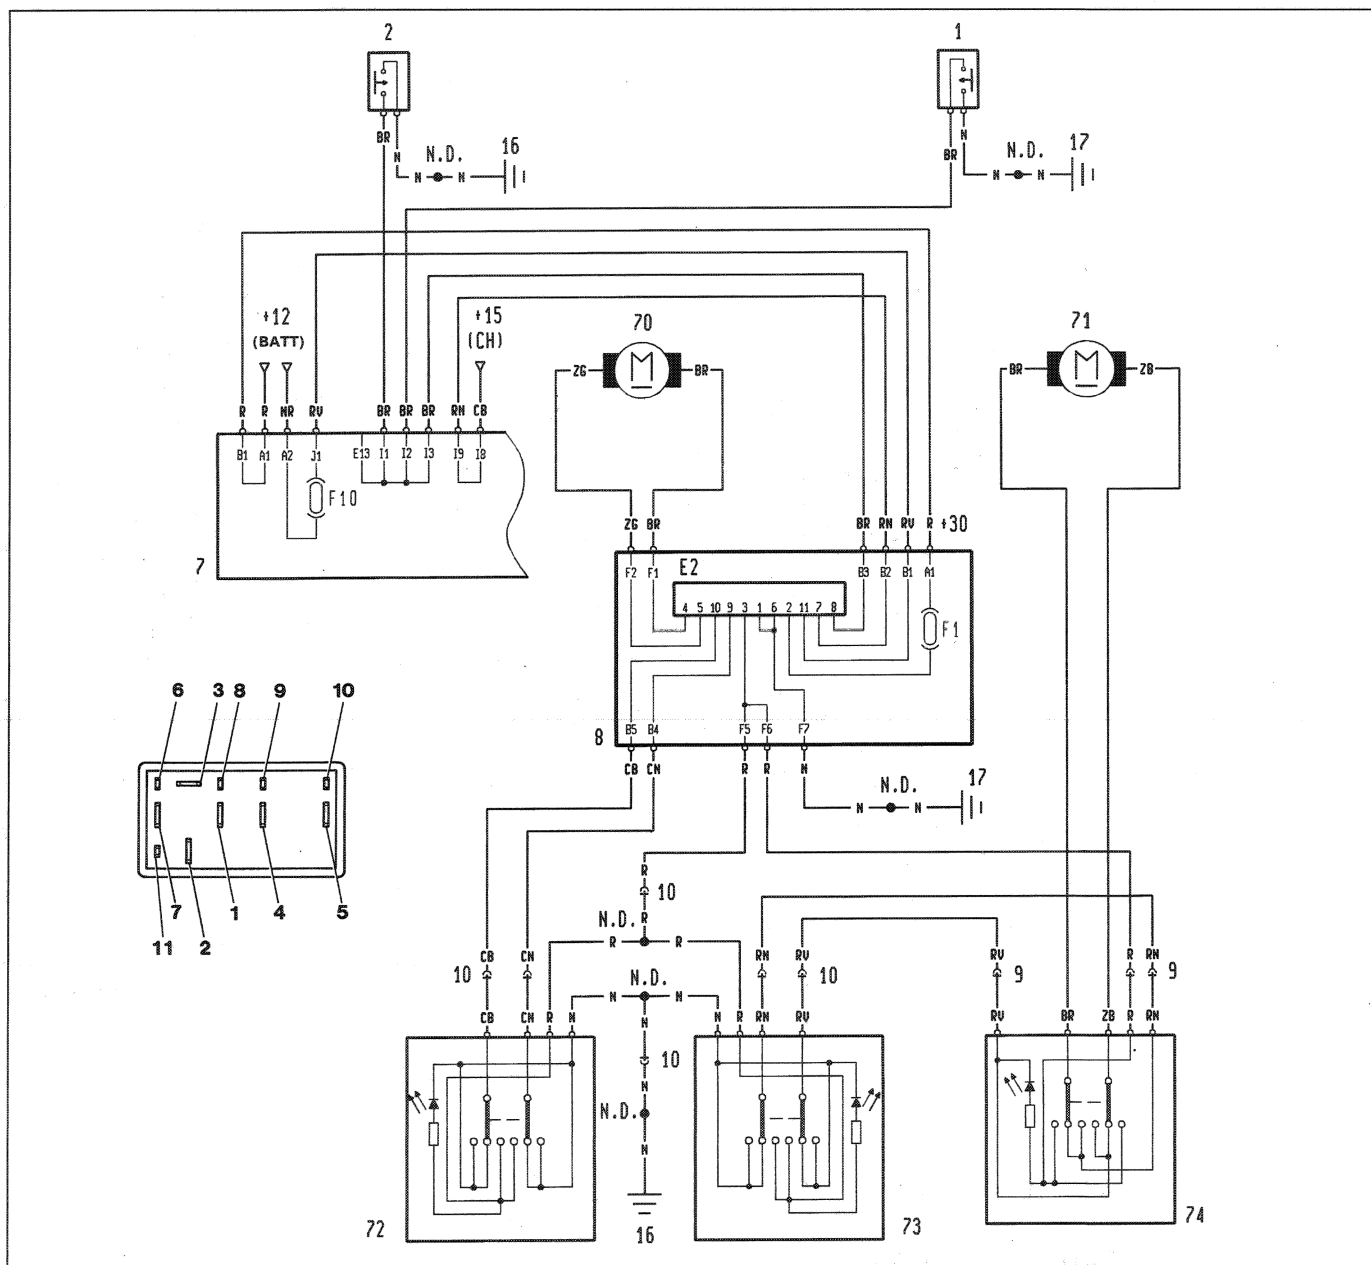 2 1
BR N N.D. N N 16
BR N N.D. N N 17
+12 (BATT)
+15 (CH)
70 71
ZG BR BR ZB
R R NR RV BR BR BR RN CB
B1 A1 A2 J1 E13 I1 I2 I3 I9 I8
F10
7
ZG BR BR RN RV R +30
F2 F1 E2 B3 B2 B1 A1
4 5 10 9 3 1 6 2 11 7 8
F1
B5 B4 F5 F6 F7
8
CB CN R R N
N N.D. N 17
6 3 8 9 10
7 1 4 5
11 2
R 10
R
N.D.
R R
CB CN RN RV RV R RN
10 10 9 9
N.D.
N N
CB CN R N N N R RN RV RV BR ZB R RN
10
N
N.D.
N
16
72 73 74